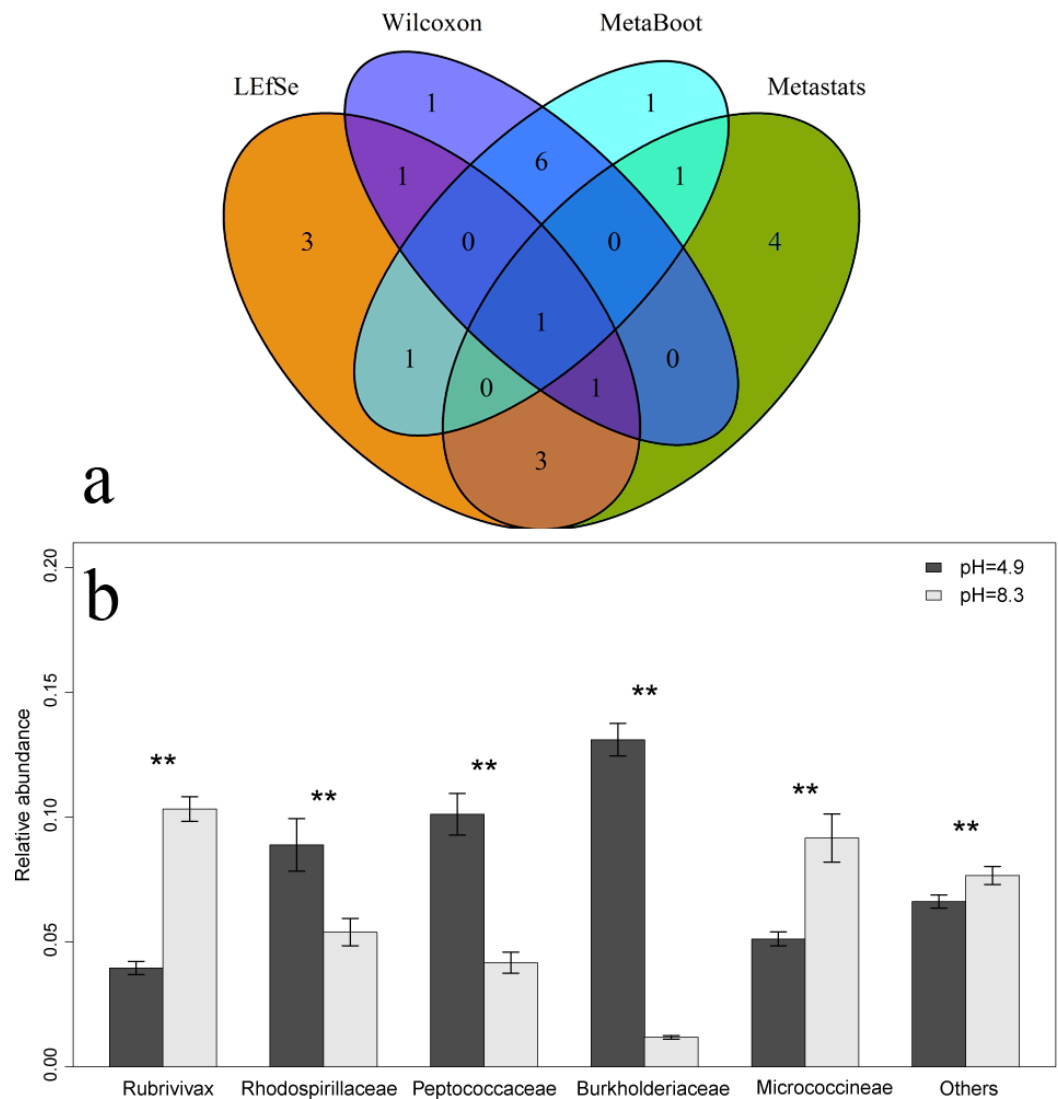 Wilcoxon MetaBoot
LEfSe Metastats
1 1
6
1 1
3 0 0 4
1
1 0
0 1
3
a
b
pH=4.9
pH=8.3
0.20
0.15
0.10
0.05
0.00
Relative abundance
** ** ** ** ** **
Rubrivivax Rhodospirillaceae Peptococcaceae Burkholderiaceae Micrococcineae Others